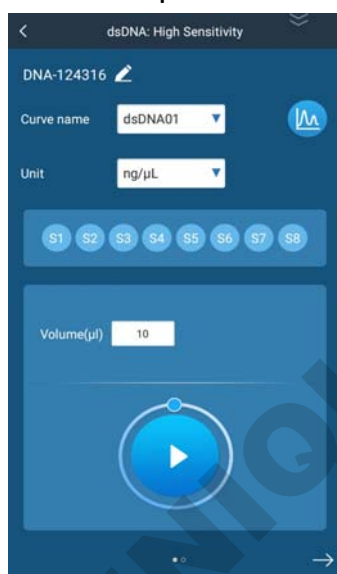 dsDNA: High Sensitivity
DNA-124316
Curve name dsDNA01
Unit ng/µL
S1 S2 S3 S4 S5 S6 S7 S8
Volume(µl) 10